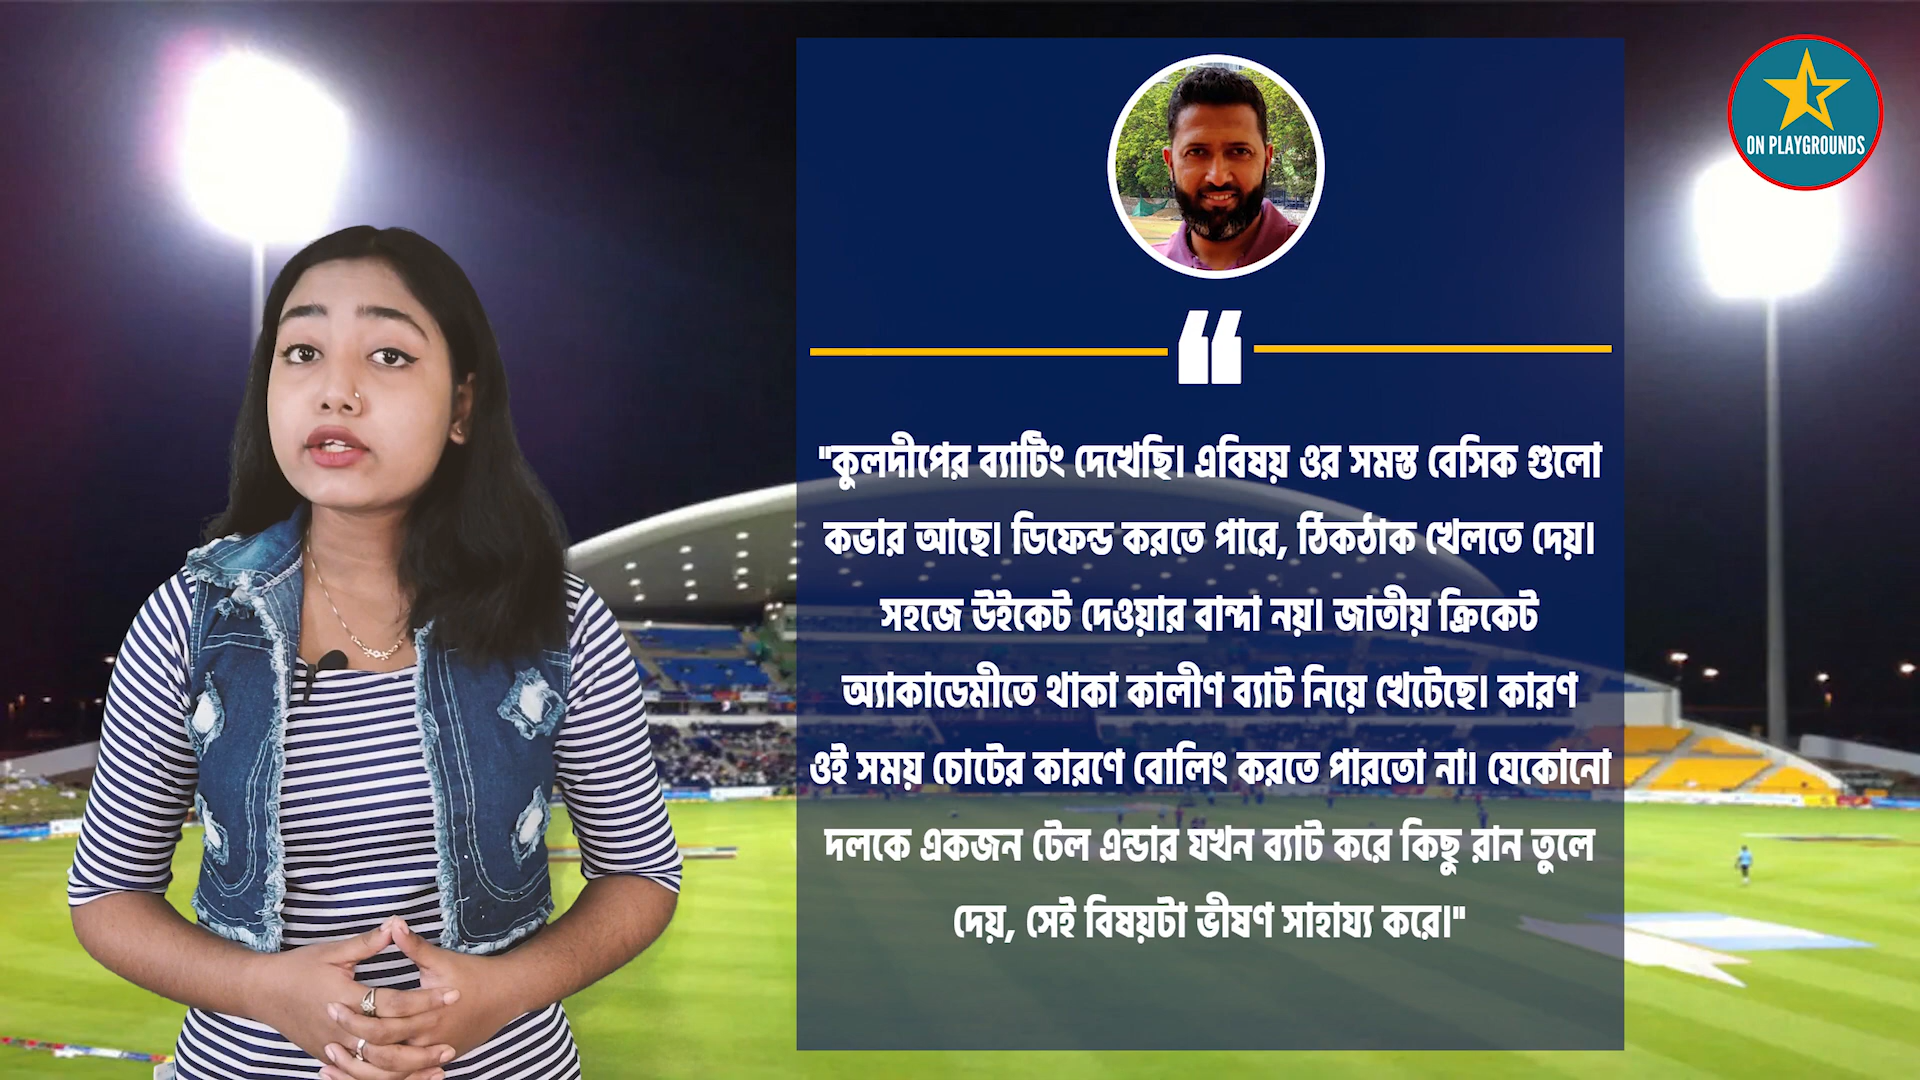 ON PLAYGROUNDS
"কুলদীপের ব্যাটিং দেখেছি। এবিষয় ওর সমস্ত বেসিক গুলো
কভার আছে। ডিফেন্ড করতে পারে, ঠিকঠাক খেলতে দেয়।
সহজে উইকেট দেওয়ার বান্দা নয়। জাতীয় ক্রিকেট
অ্যাকাডেমীতে থাকা কালীণ ব্যাট নিয়ে খেটেছে। কারণ
ওই সময় চোটের কারণে বোলিং করতে পারতো না। যেকোনো
দলকে একজন টেল এন্ডার যখন ব্যাট করে কিছু রান তুলে
দেয়, সেই বিষয়টা ভীষণ সাহায্য করে।"